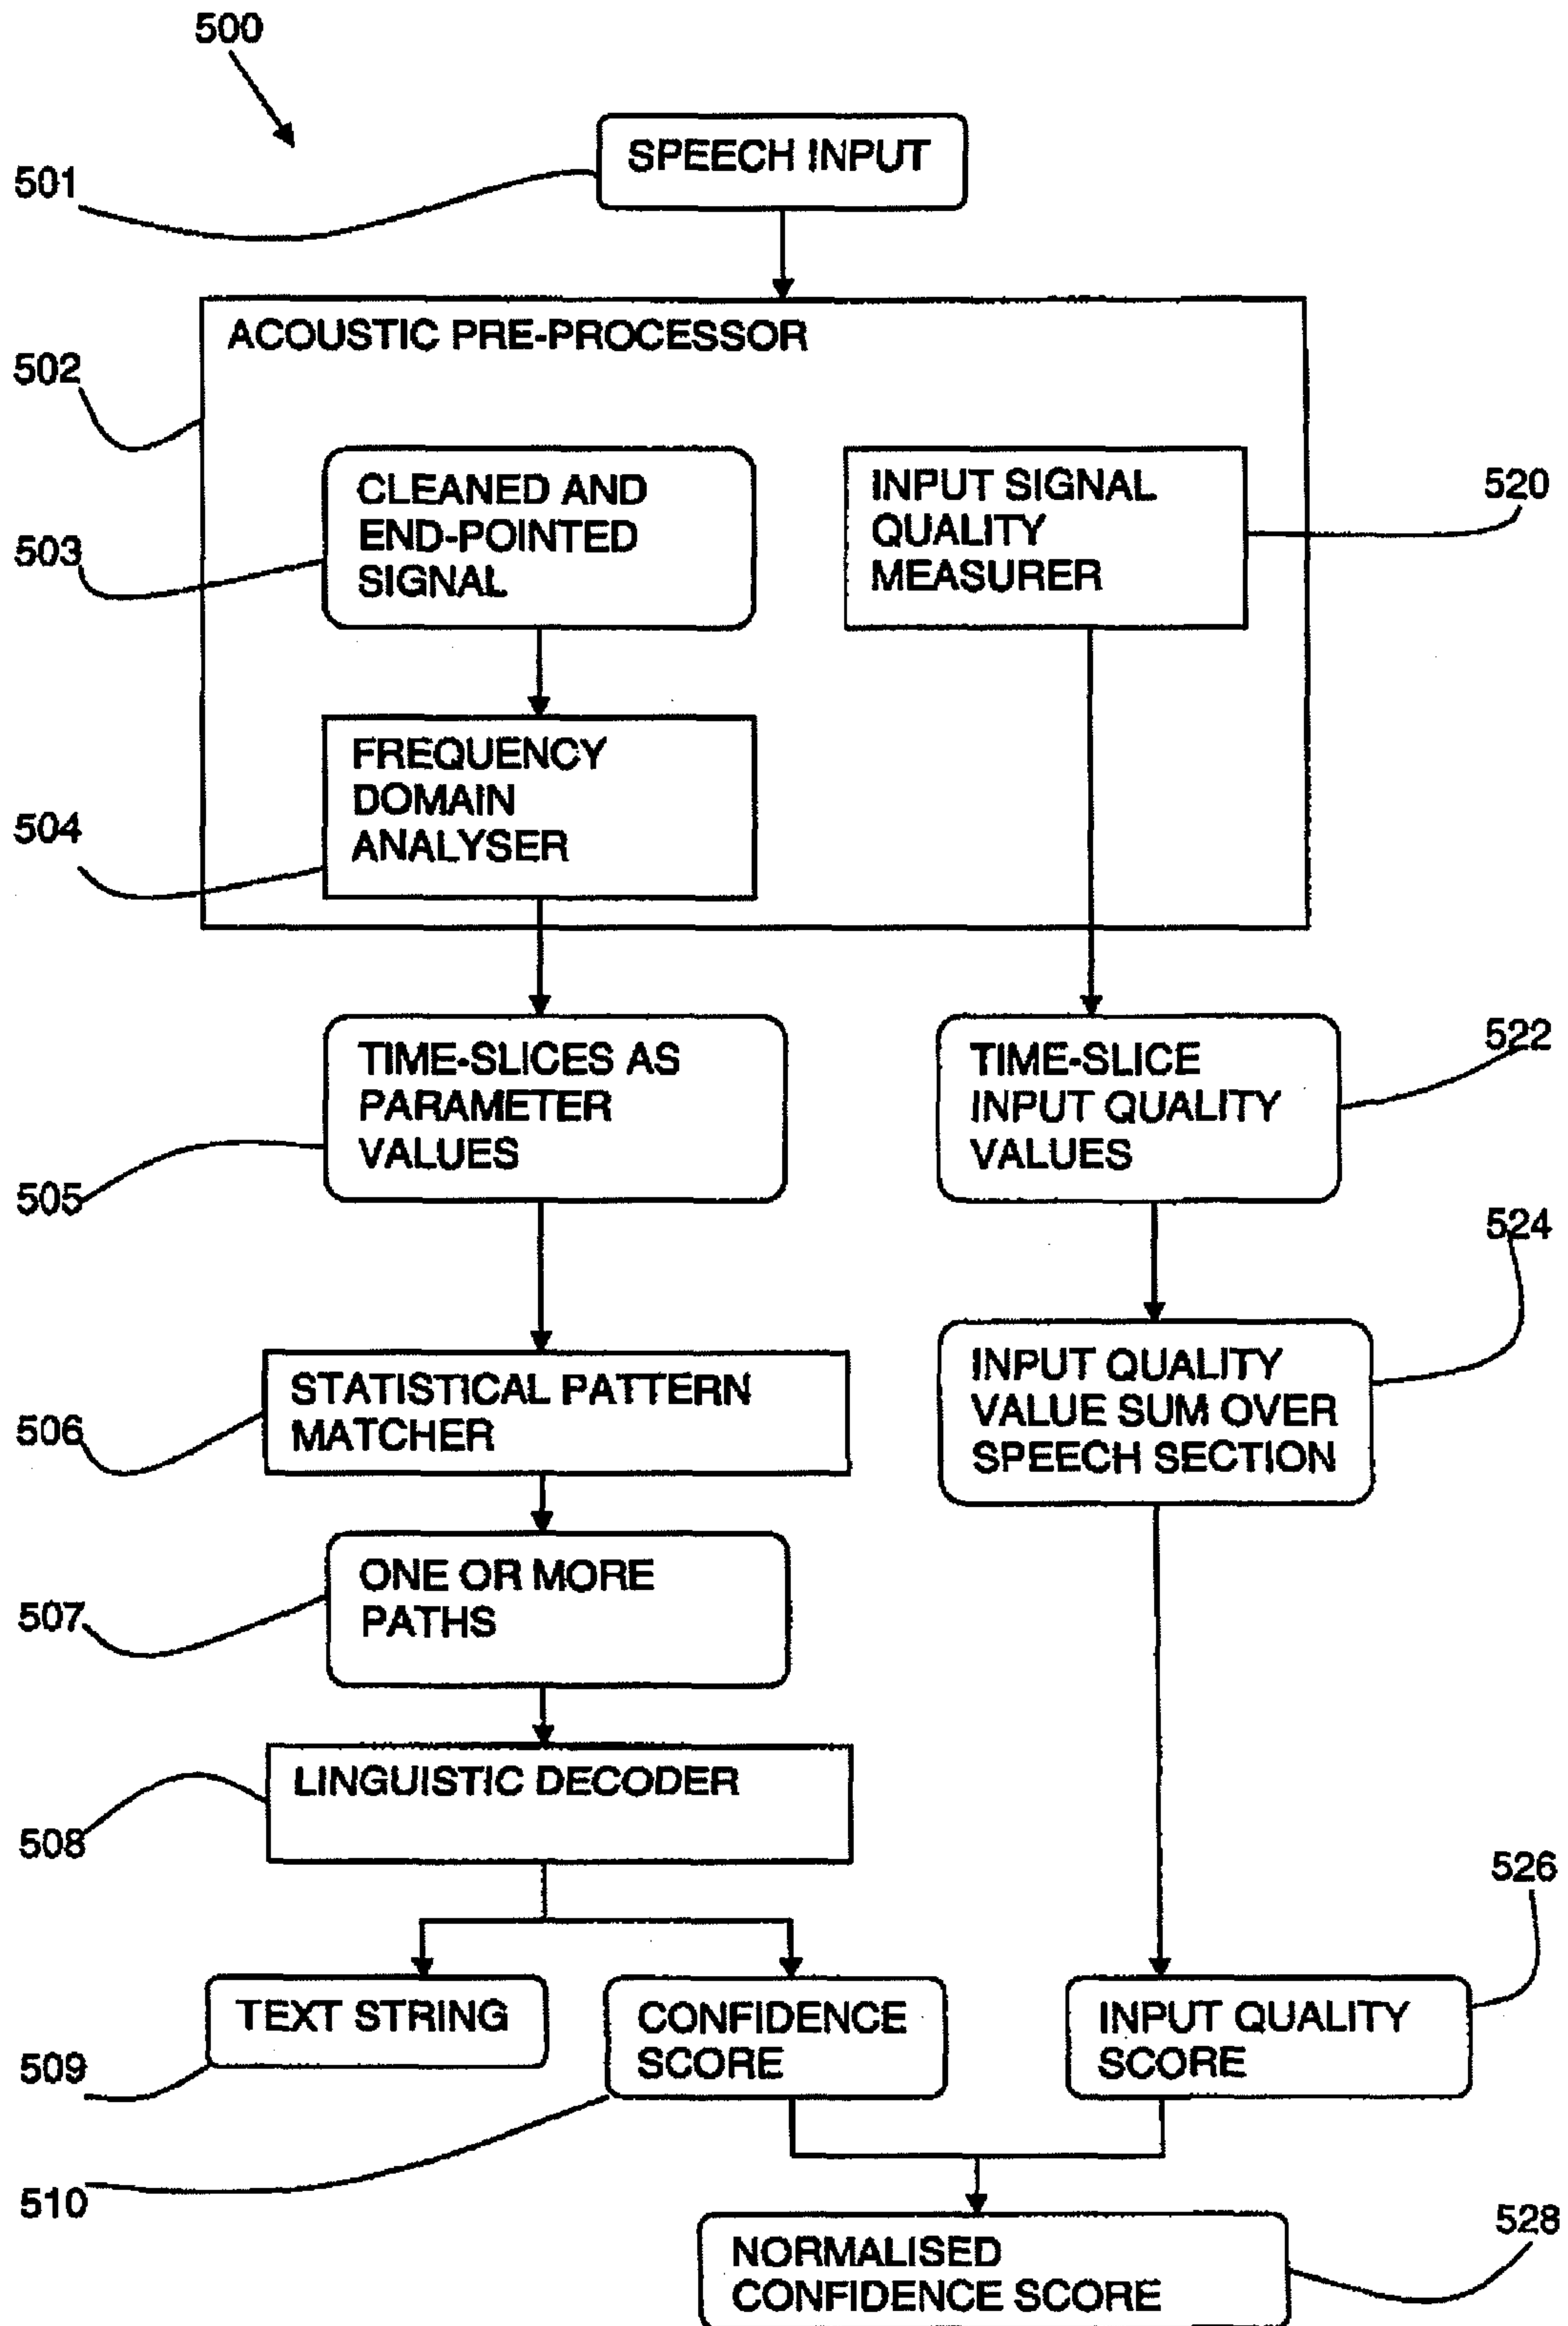 500
501
SPEECH INPUT
502
ACOUSTIC PRE-PROCESSOR
503
CLEANED AND
END-POINTED
SIGNAL
INPUT SIGNAL
QUALITY
MEASURER
520
504
FREQUENCY
DOMAIN
ANALYSER
505
TIME-SLICES AS
PARAMETER
VALUES
TIME-SLICE
INPUT QUALITY
VALUES
522
524
INPUT QUALITY
VALUE SUM OVER
SPEECH SECTION
506
STATISTICAL PATTERN
MATCHER
507
ONE OR MORE
PATHS
508
LINGUISTIC DECODER
526
509
TEXT STRING
CONFIDENCE
SCORE
INPUT QUALITY
SCORE
510
528
NORMALISED
CONFIDENCE SCORE